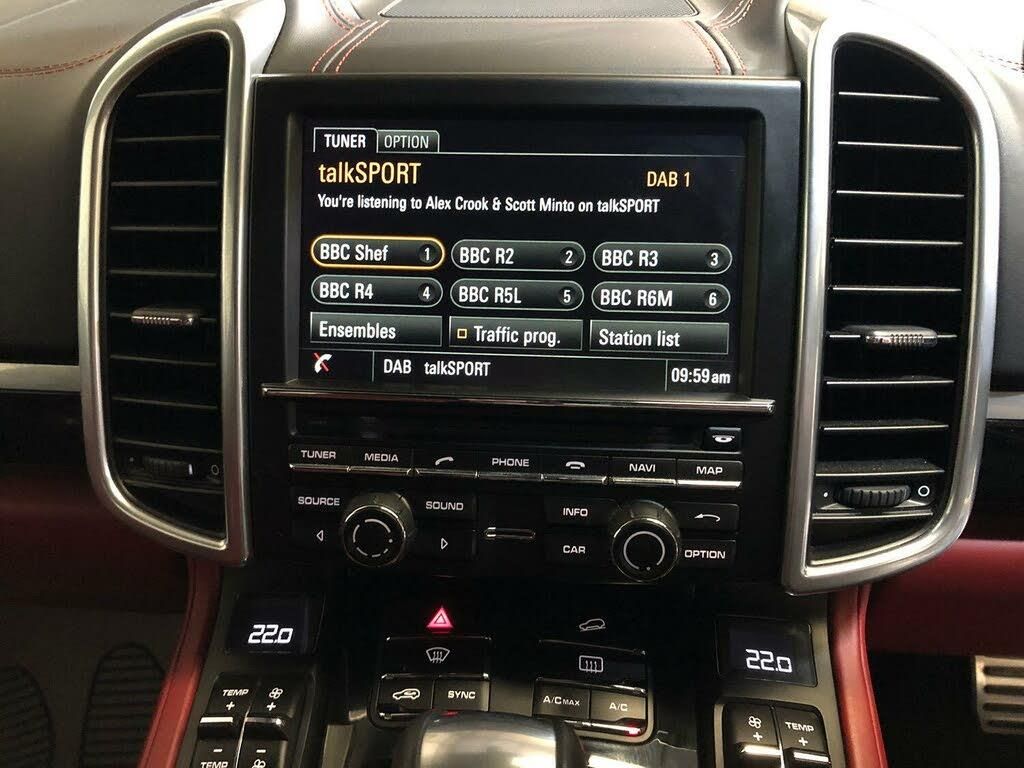 TUNER OPTION
talkSPORT DAB 1
You're listening to Alex Crook & Scott Minto on talkSPORT
BBC Shef 1 BBC R2 2 BBC R3 3
BBC R4 4 BBC R5L 5 BBC R6M 6
Ensembles Traffic prog. Station list
DAB talkSPORT 09:59am
TUNER MEDIA PHONE NAVI MAP
SOURCE SOUND INFO
CAR OPTION
22.0 22.0
TEMP + + SYNC A/C MAX A/C + TEMP +
- -
TEMP